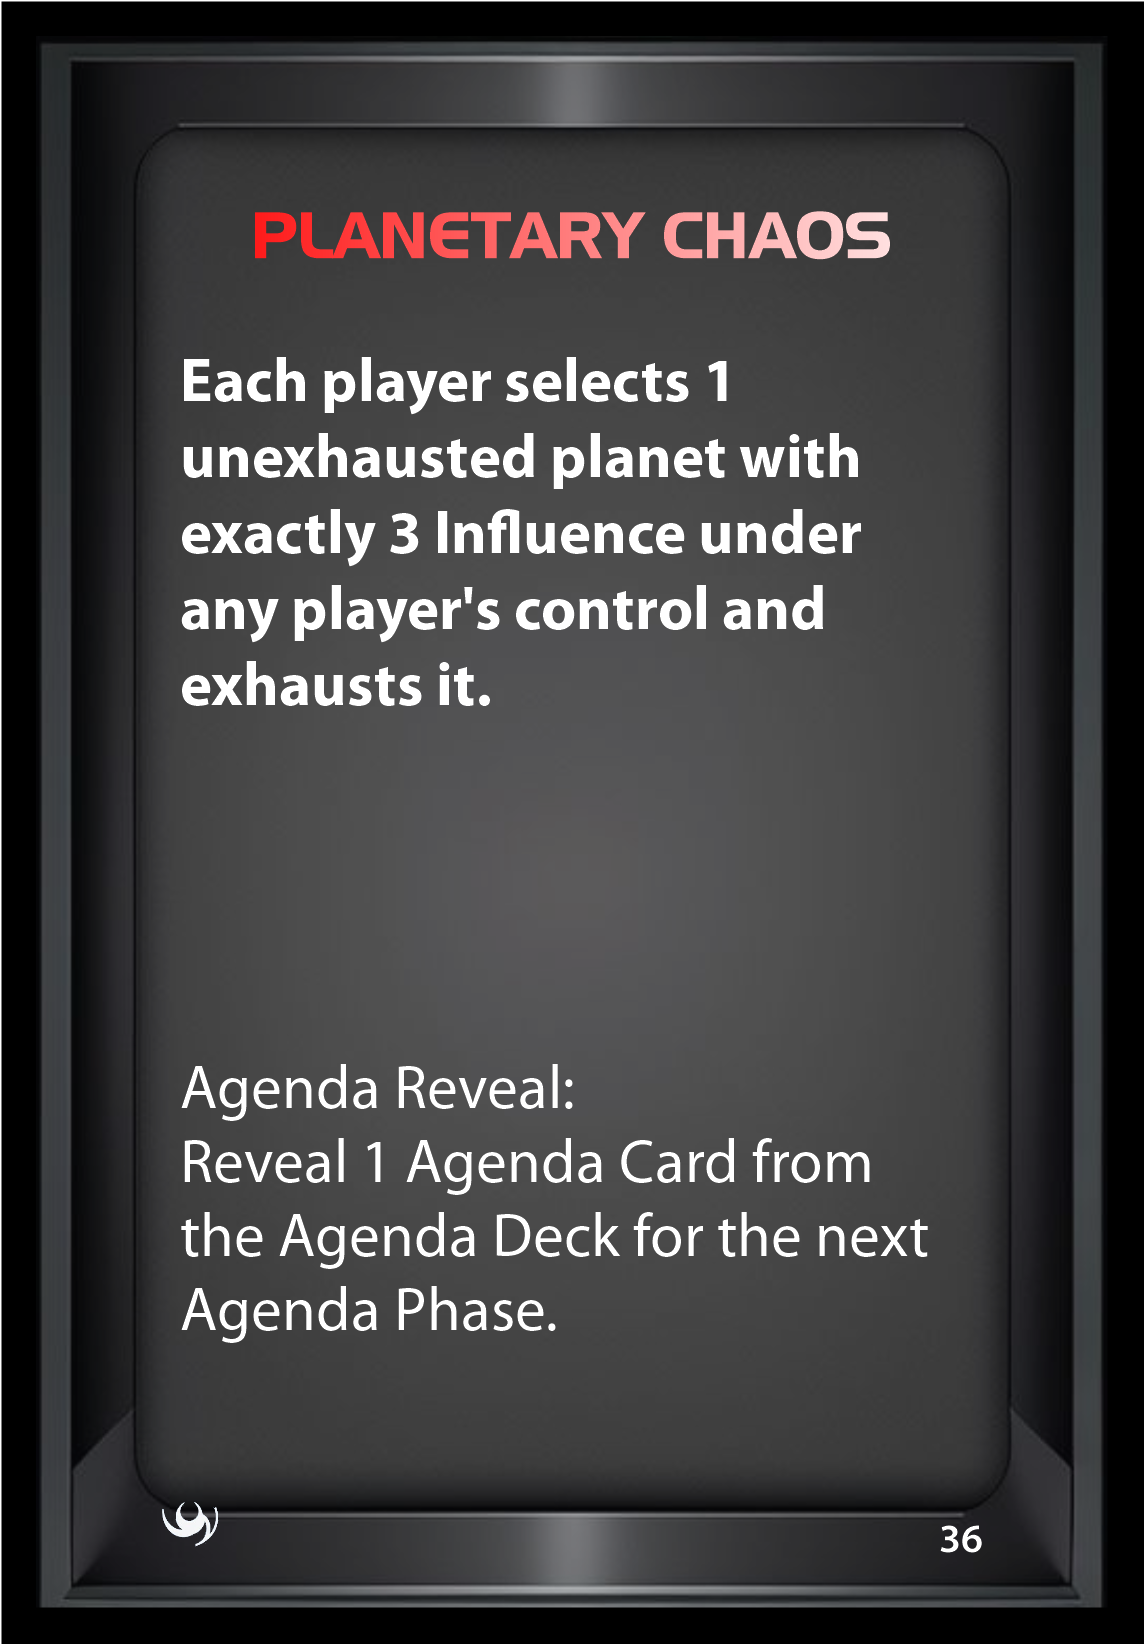 PLANETARY CHAOS
Each player selects 1
unexhausted planet with
exactly 3 Influence under
any player's control and
exhausts it.
Agenda Reveal:
Reveal 1 Agenda Card from
the Agenda Deck for the next
Agenda Phase.
36